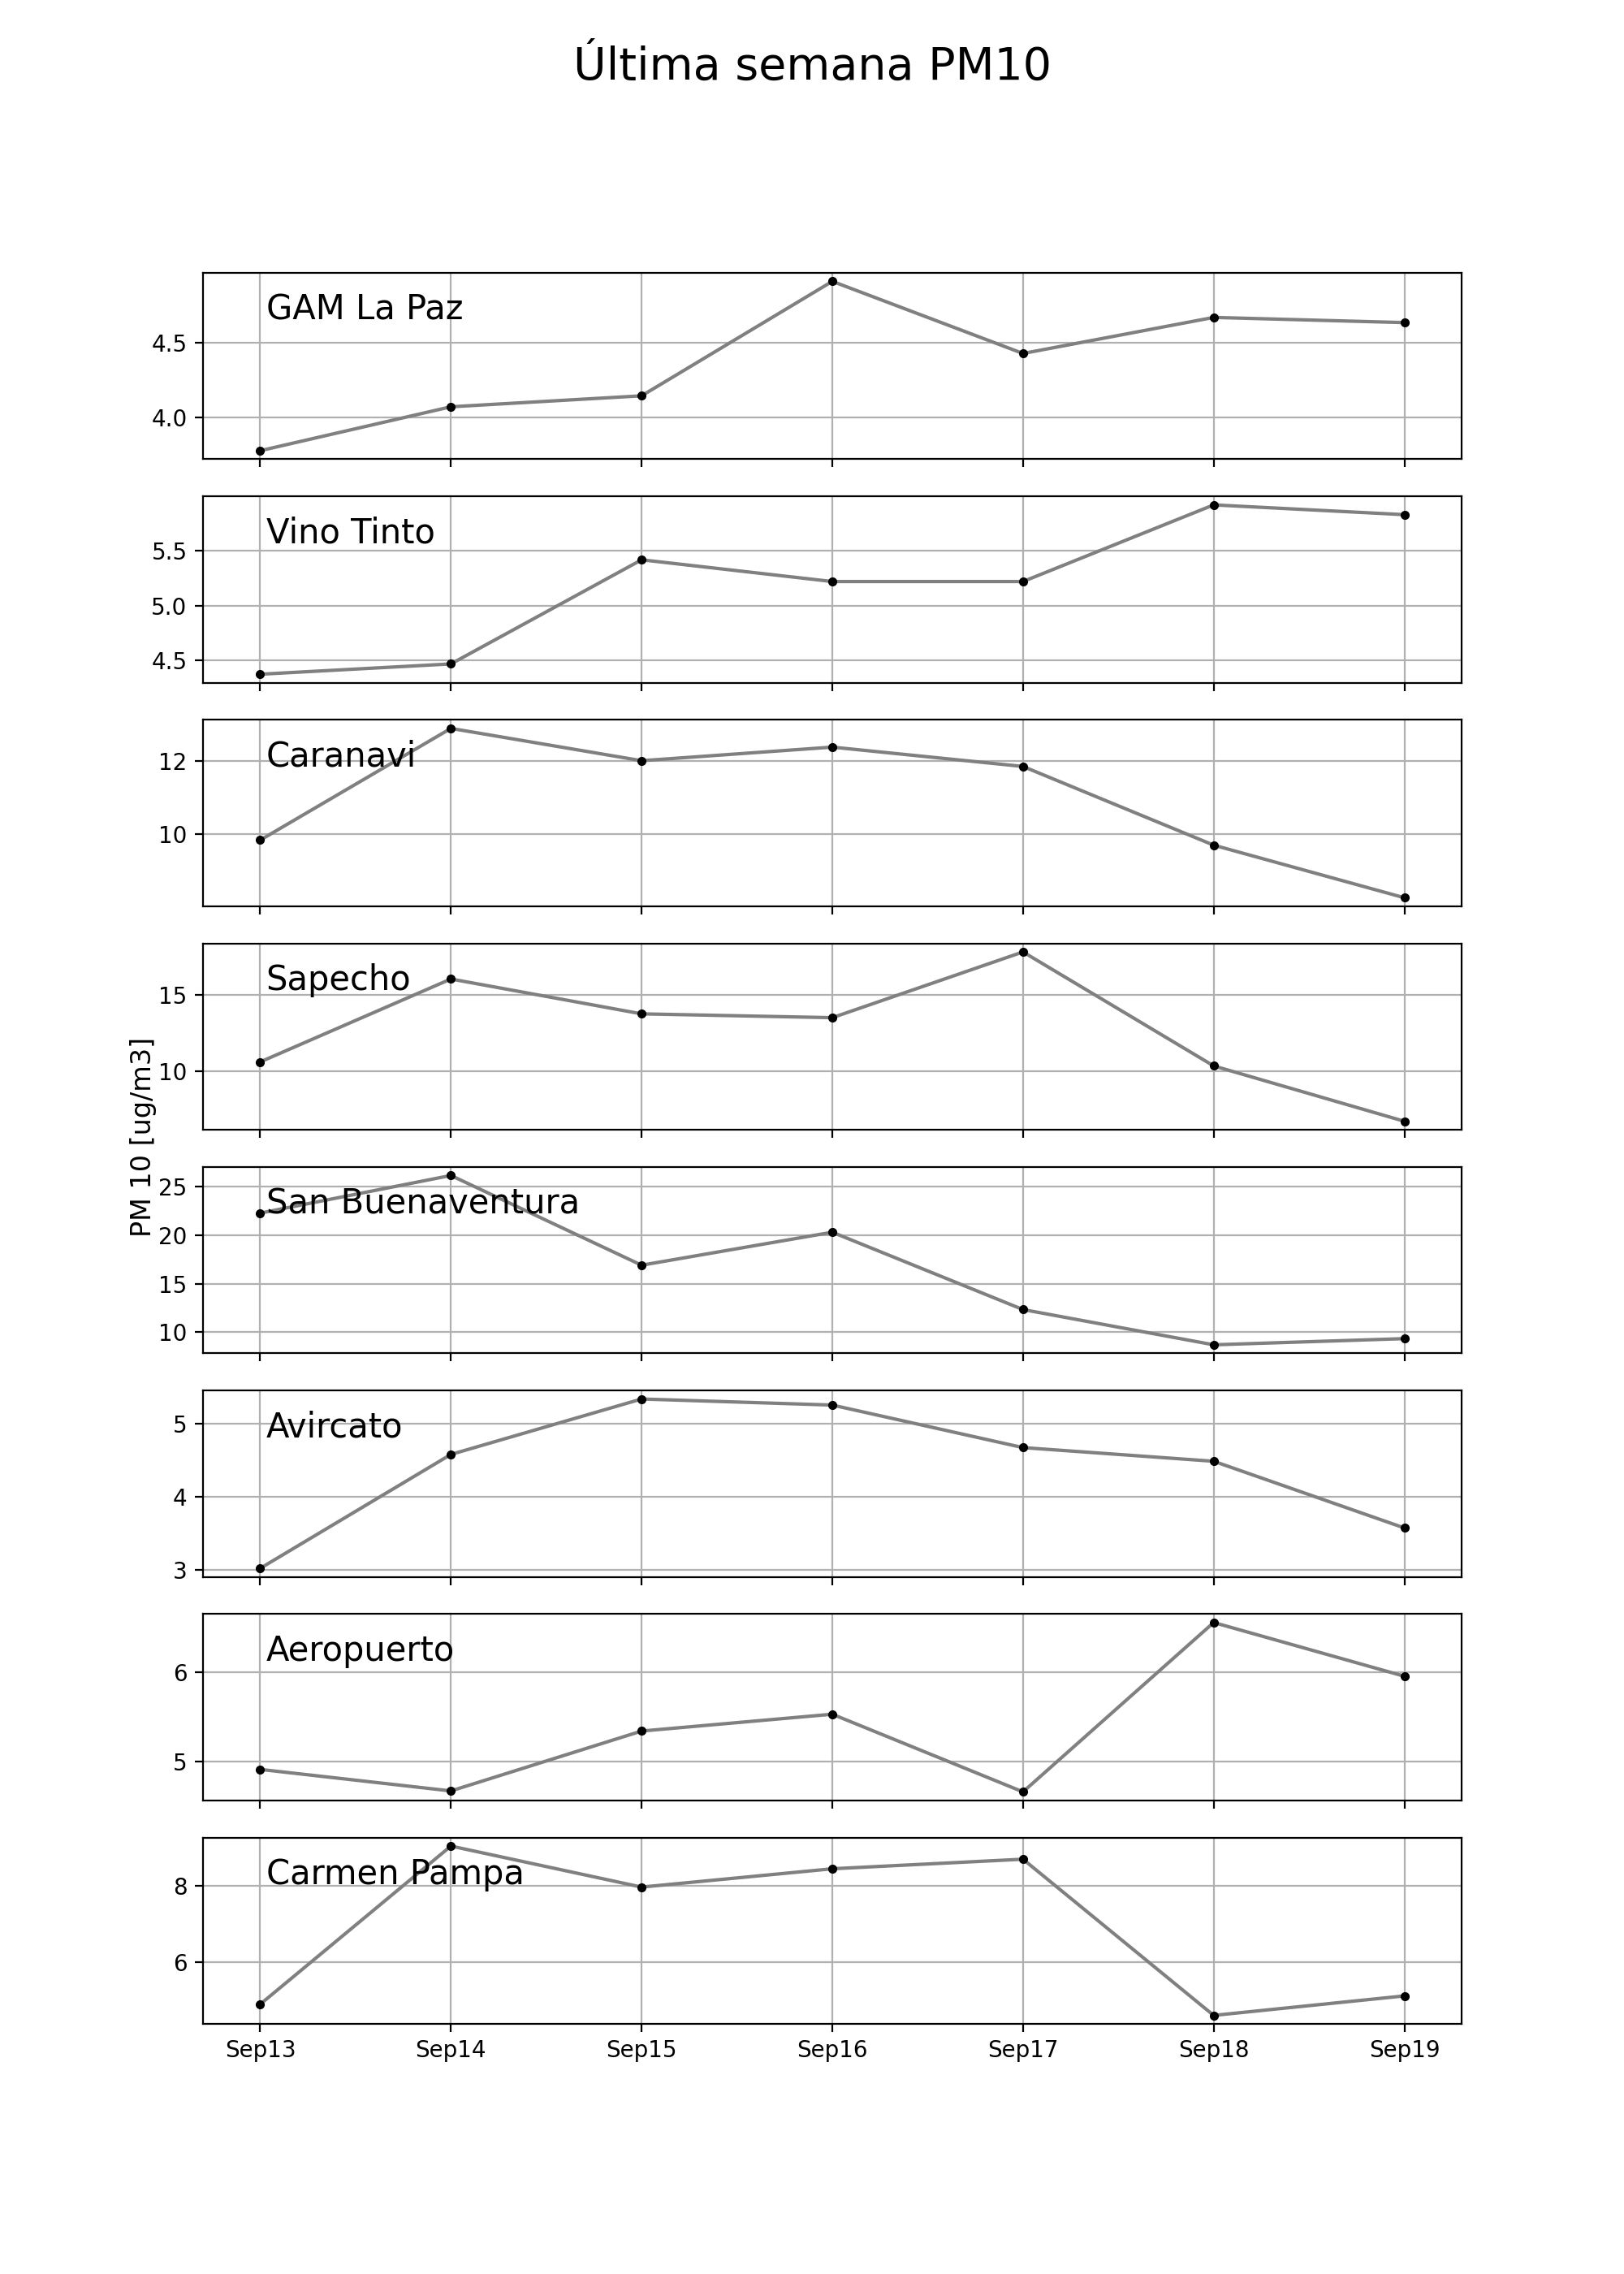 Última semana PM10
GAM La Paz
4.5
4.0
Vino Tinto
5.5
5.0
4.5
Caranavi
12
10
Sapecho
15
10
PM 10 [ug/m3]
San Buenaventura
25
20
15
10
Avircato
5
4
3
Aeropuerto
6
5
Carmen Pampa
8
6
Sep13 Sep14 Sep15 Sep16 Sep17 Sep18 Sep19